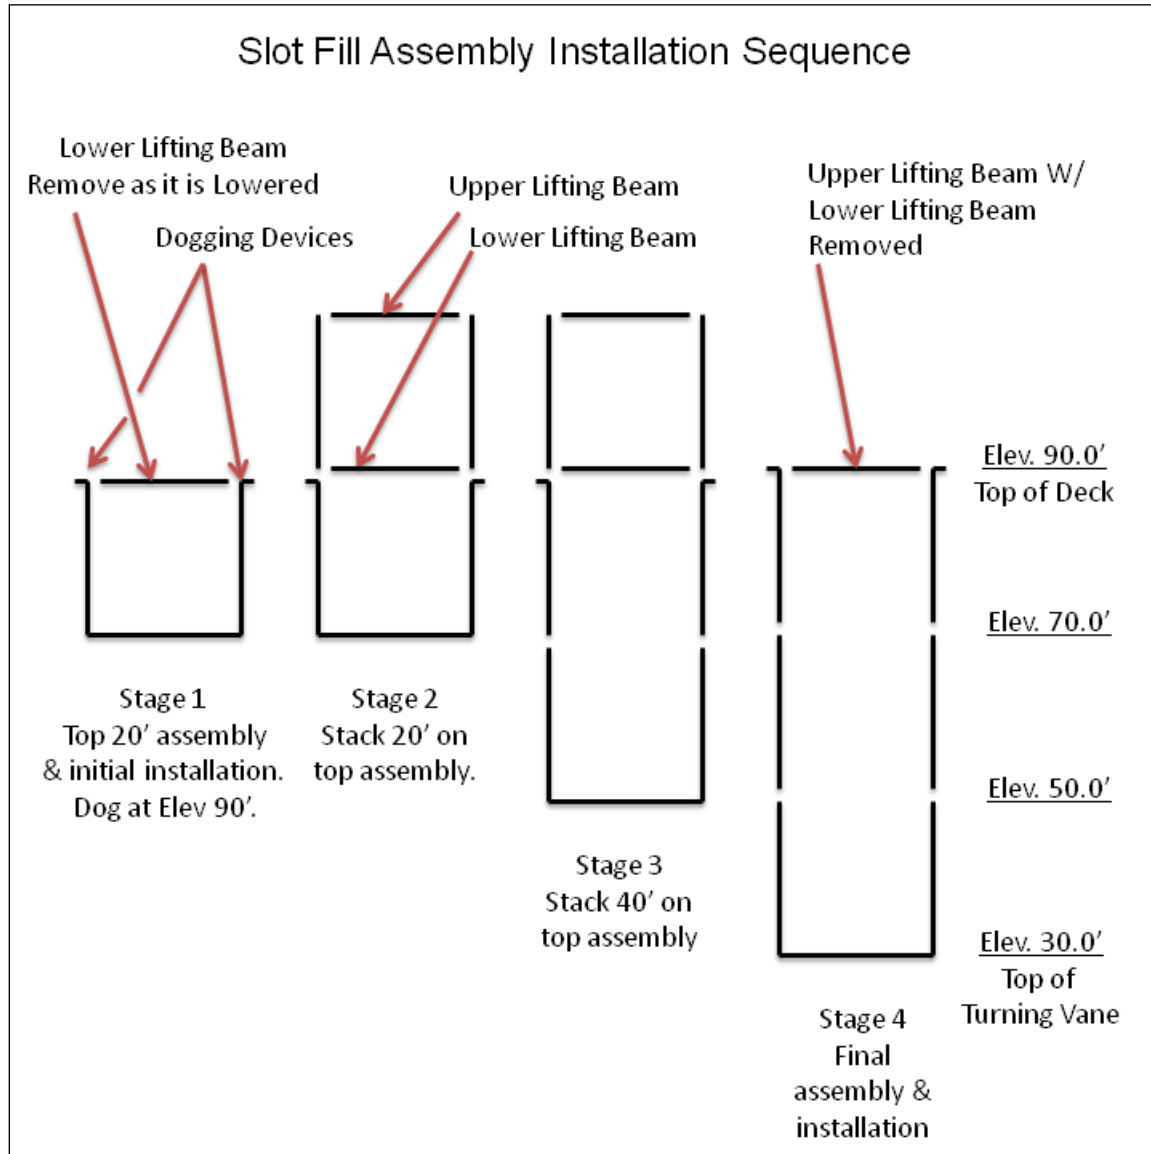 Slot Fill Assembly Installation Sequence
Lower Lifting Beam
Remove as it is Lowered
Dogging Devices
Upper Lifting Beam
Lower Lifting Beam
Upper Lifting Beam W/
Lower Lifting Beam
Removed
Elev. 90.0’
Top of Deck
Elev. 70.0’
Elev. 50.0’
Elev. 30.0’
Top of
Turning Vane
Stage 1
Top 20’ assembly
& initial installation.
Dog at Elev 90’.
Stage 2
Stack 20’ on
top assembly.
Stage 3
Stack 40’ on
top assembly
Stage 4
Final
assembly &
installation